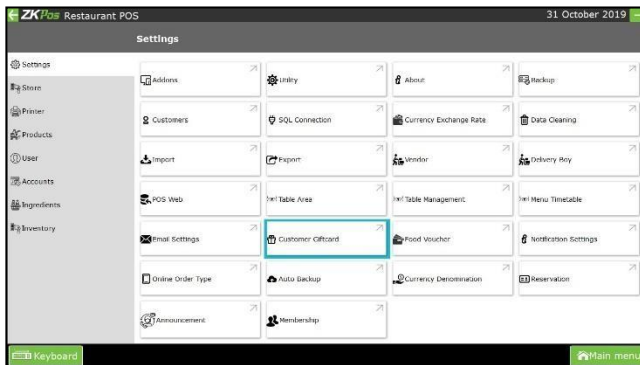 ZKPos Restaurant POS 31 October 2019
Settings
Settings
Store
Printer
Products
User
Accounts
Ingredients
Inventory
Addons Utility About Backup
Customers SQL Connection Currency Exchange Rate Data Cleaning
Import Export Vendor Delivery Boy
POS Web Table Area Table Management Menu Timetable
Email Settings Customer Giftcard Food Voucher Notification Settings
Online Order Type Auto Backup Currency Denomination Reservation
Announcement Membership
Keyboard Main menu